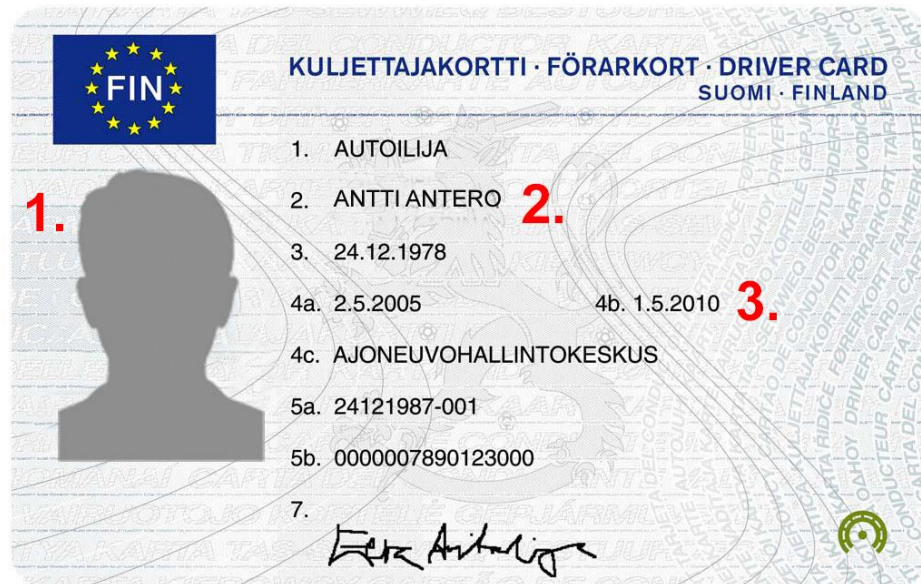 FIN
KULJETTAJAKORTTI · FÖRARKORT · DRIVER CARD
SUOMI · FINLAND
1. AUTOILIJA
1.
2. ANTTI ANTERO 2.
3. 24.12.1978
4a. 2.5.2005 4b. 1.5.2010 3.
4c. AJONEUVOHALLINTOKESKUS
5a. 24121987-001
5b. 0000007890123000
7.